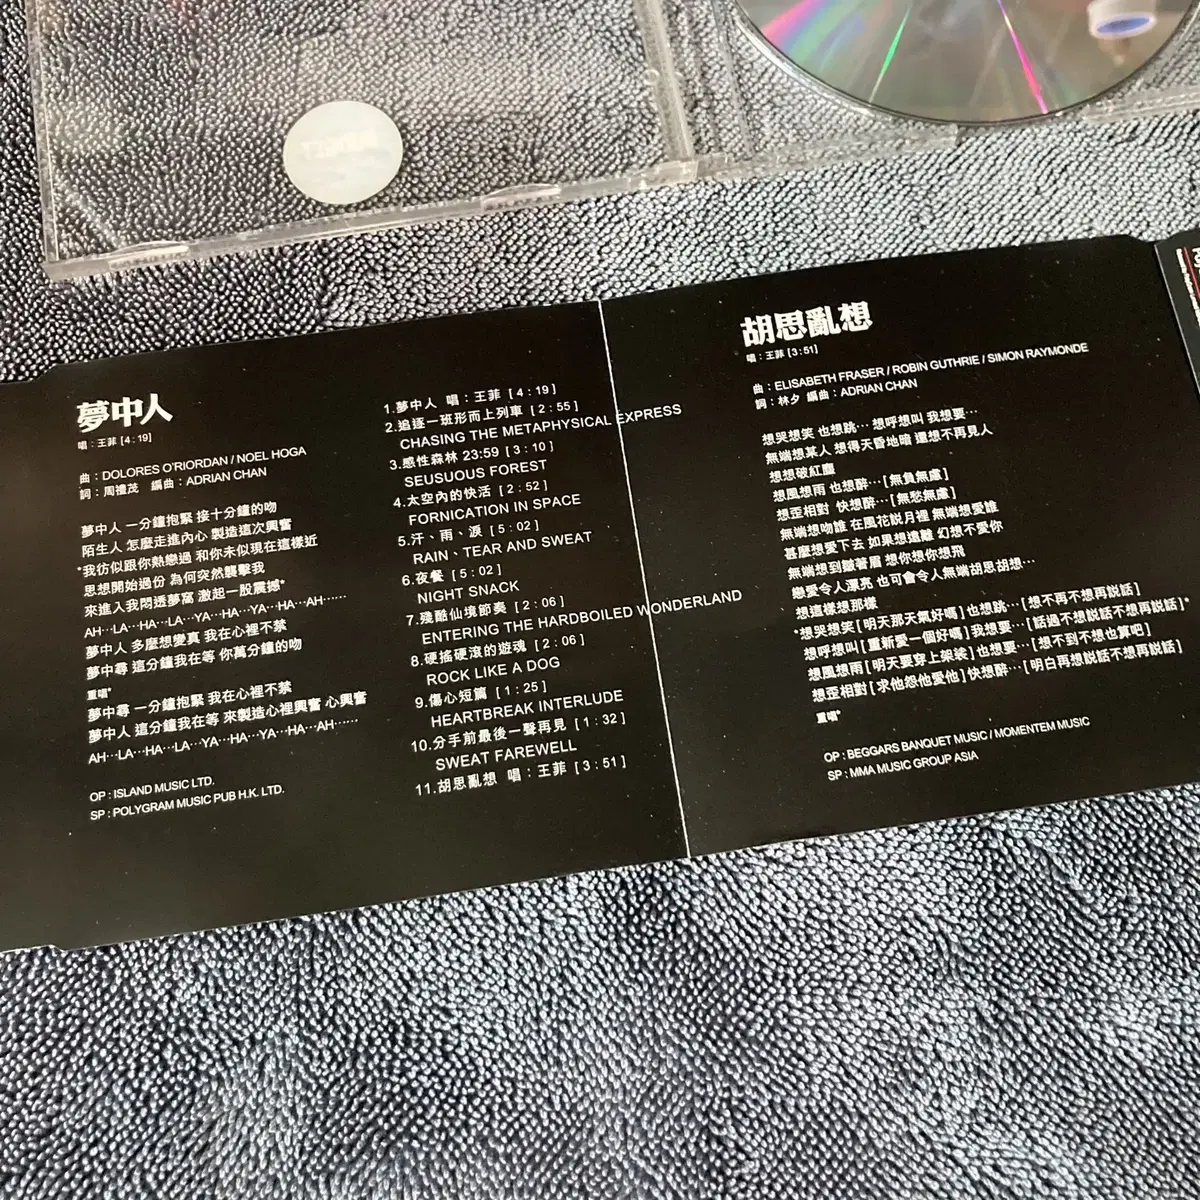 夢中人
唱：王菲 [4 : 19]
曲：DOLORES O'RIORDAN / NOEL HOGA
詞：周禮茂 編曲：ADRIAN CHAN
夢中人 一分鐘抱緊 接十分鐘的吻
陌生人 怎麼走進內心 製造這次興奮
*我彷似跟你熱戀過 和你未似現在這樣近
思想開始過份 為何突然襲擊我
來進入我悶透夢窩 激起一股震撼*
AH…LA…HA…LA…YA…HA…YA…HA…AH……
夢中人 多麼想變真 我在心裡不禁
夢中尋 這分鐘我在等 你萬分鐘的吻
重唱*
夢中尋 一分鐘抱緊 我在心裡不禁
夢中人 這分鐘我在等 來製造心裡興奮 心興奮
AH…LA…HA…LA…YA…HA…YA…HA…AH……
OP : ISLAND MUSIC LTD.
SP : POLYGRAM MUSIC PUB H.K. LTD.
1.夢中人 唱：王菲 [4 : 19]
2.追逐一班形而上列車 [2 : 55]
CHASING THE METAPHYSICAL EXPRESS
3.感性森林 23:59 [3 : 10]
SEUSUOUS FOREST
4.太空內的快活 [2 : 52]
FORNICATION IN SPACE
5.汗、雨、淚 [5 : 02]
RAIN、TEAR AND SWEAT
6.夜餐 [5 : 02]
NIGHT SNACK
7.殘酷仙境節奏 [2 : 06]
ENTERING THE HARDBOILED WONDERLAND
8.硬搖硬滾的遊魂 [2 : 06]
ROCK LIKE A DOG
9.傷心短篇 [1 : 25]
HEARTBREAK INTERLUDE
10.分手前最後一聲再見 [1 : 32]
SWEAT FAREWELL
11.胡思亂想 唱：王菲 [3 : 51]
胡思亂想
唱：王菲 [3 : 51]
曲：ELISABETH FRASER / ROBIN GUTHRIE / SIMON RAYMONDE
詞：林夕 編曲：ADRIAN CHAN
想哭想笑 也想跳… 想呼想叫 我想要…
無端想某人 想得天昏地暗 還想不再見人
想想破紅塵
想風想雨 也想醉…[無負無慮]
想歪想村 快想醉…[無愁無慮]
無端想吻誰 在風花說月裡 無端想愛誰
甚麼想愛下去 如果想遠離 幻想不愛你
無端想到皺著眉 想你想你想飛
戀愛令人漂亮 也可會令人無端胡思胡想…
想這樣想那樣
*想哭想笑[明天那天氣好嗎]也想跳…[想不再不想再說話]
想呼想叫[重新愛一個好嗎]我想要…[話過不想說話不想再說話]*
想風想雨[明天要穿上架裟]也想要…[想不到不想也算吧]
想歪相對[求他怨他愛他]快想醉…[明白再想說話不想再說話]
重唱*
OP : BEGGARS BANQUET MUSIC / MOMENTEM MUSIC
SP : MMA MUSIC GROUP ASIA